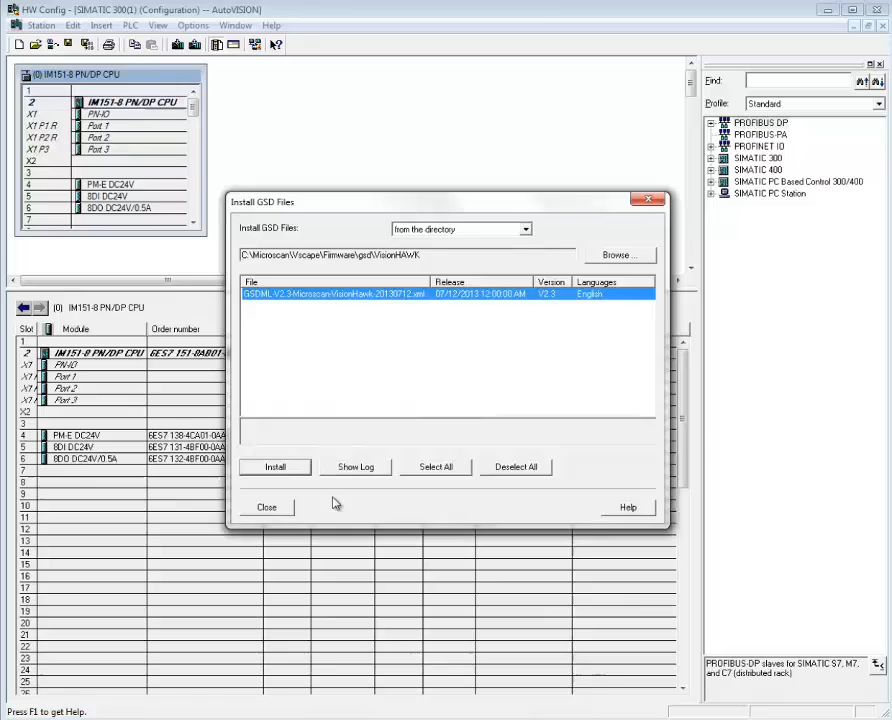 HW Config - [SIMATIC 300(1) (Configuration) -- AutoVISION]
Station Edit Insert PLC View Options Window Help
(0) IM151-8 PN/DP CPU
1
2 IM151-8 PN/DP CPU
X1 PN-IO
X1 P1 R Port 1
X1 P2 R Port 2
X1 P3 Port 3
X2
3
4 PM-E DC24V
5 8DI DC24V
6 8DO DC24V/0.5A
7
Find:
Profile: Standard
PROFIBUS DP
PROFIBUS-PA
PROFINET IO
SIMATIC 300
SIMATIC 400
SIMATIC PC Based Control 300/400
SIMATIC PC Station
Install GSD Files
Install GSD Files: from the directory
C:\Microscan\Vscape\Firmware\gsd\VisionHAWK
Browse ...
File Release Version Languages
GSDML-V2.3-Microscan-VisionHawk-20130712.xml 07/12/2013 12:00:00 AM V2.3 English
Install Show Log Select All Deselect All
Close Help
(0) IM151-8 PN/DP CPU
Slot Module Order number
1
2 IM151-8 PN/DP CPU 6ES7 151-8AB01-
X1 PN-IO
X1 Port 1
X1 Port 2
X1 Port 3
X2
3
4 PM-E DC24V 6ES7 138-4CA01-0AA
5 8DI DC24V 6ES7 131-4BF00-0AA
6 8DO DC24V/0.5A 6ES7 132-4BF00-0AA
7
8
9
10
11
12
13
14
15
16
17
18
19
20
21
22
23
24
25
26
PROFIBUS-DP slaves for SIMATIC S7, M7,
and C7 (distributed rack)
Press F1 to get Help.